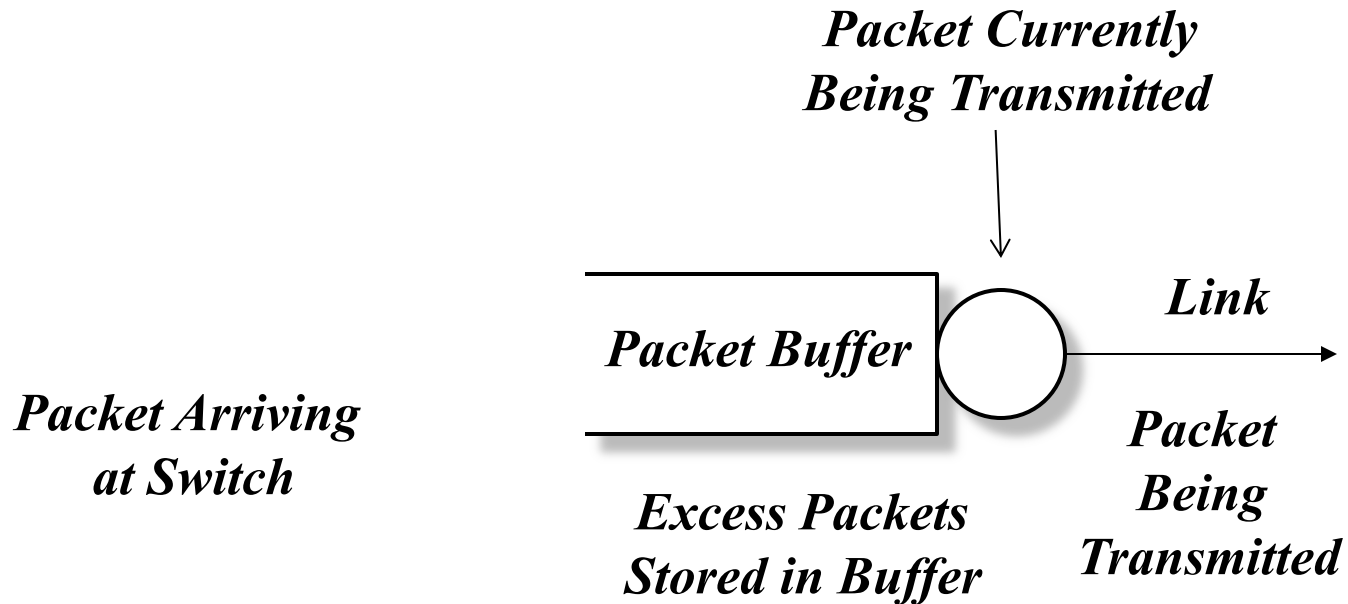 Packet Currently
Being Transmitted
Link
Packet Buffer
Packet Arriving
at Switch
Packet
Being
Transmitted
Excess Packets
Stored in Buffer